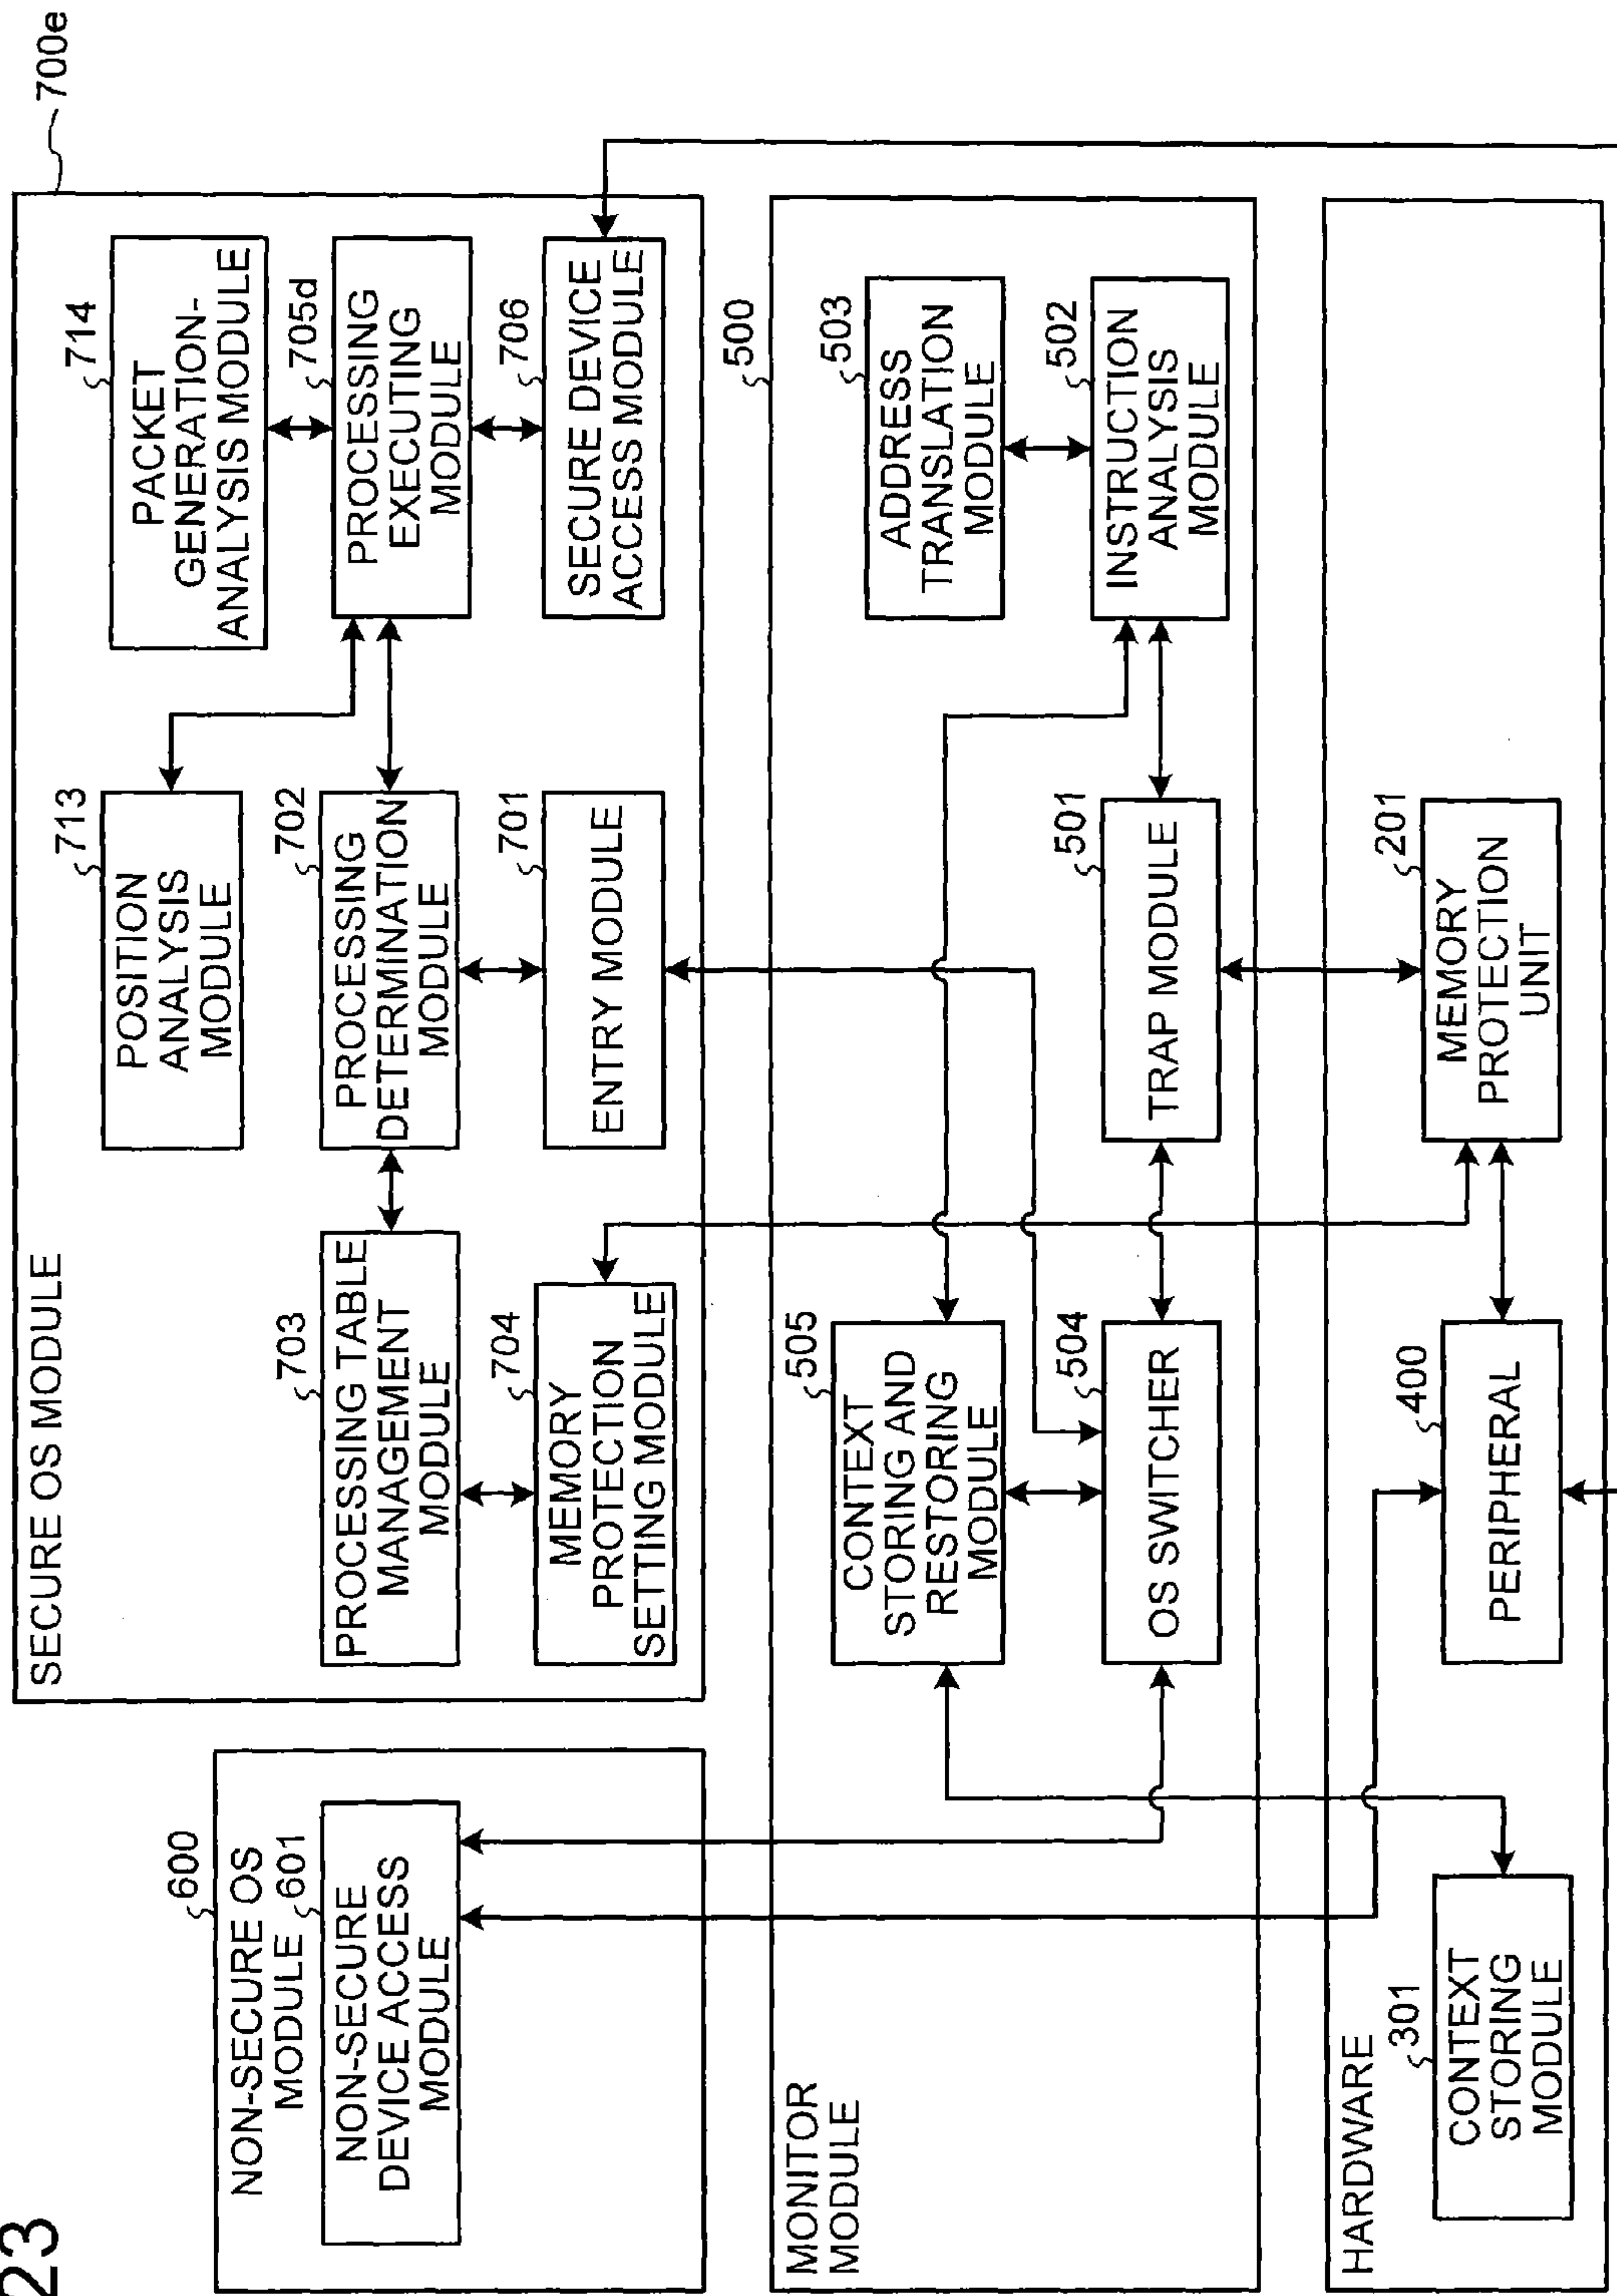 23
700e
SECURE OS MODULE
714
PACKET
GENERATION-
ANALYSIS MODULE
713
POSITION
ANALYSIS
MODULE
600
NON-SECURE OS
MODULE
601
NON-SECURE
DEVICE ACCESS
MODULE
703
PROCESSING TABLE
MANAGEMENT
MODULE
702
PROCESSING
DETERMINATION
MODULE
705d
PROCESSING
EXECUTING
MODULE
704
MEMORY
PROTECTION
SETTING MODULE
701
ENTRY MODULE
706
SECURE DEVICE
ACCESS MODULE
500
MONITOR
MODULE
505
CONTEXT
STORING AND
RESTORING
MODULE
503
ADDRESS
TRANSLATION
MODULE
504
OS SWITCHER
501
TRAP MODULE
502
INSTRUCTION
ANALYSIS
MODULE
HARDWARE
301
CONTEXT
STORING
MODULE
400
PERIPHERAL
201
MEMORY
PROTECTION
UNIT